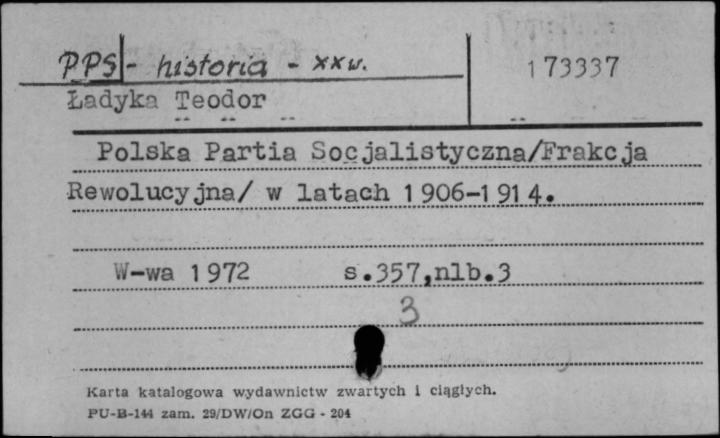 PPS - historia - XXw. 173337
Ładyka Teodor
Polska Partia Socjalistyczna/Frakcja
Rewolucyjna/ w latach 1906-1914.
W-wa 1972 s.357,nlb.3
3
Karta katalogowa wydawnictw zwartych i ciągłych.
PU-B-144 zam. 29/DW/On ZGG - 204